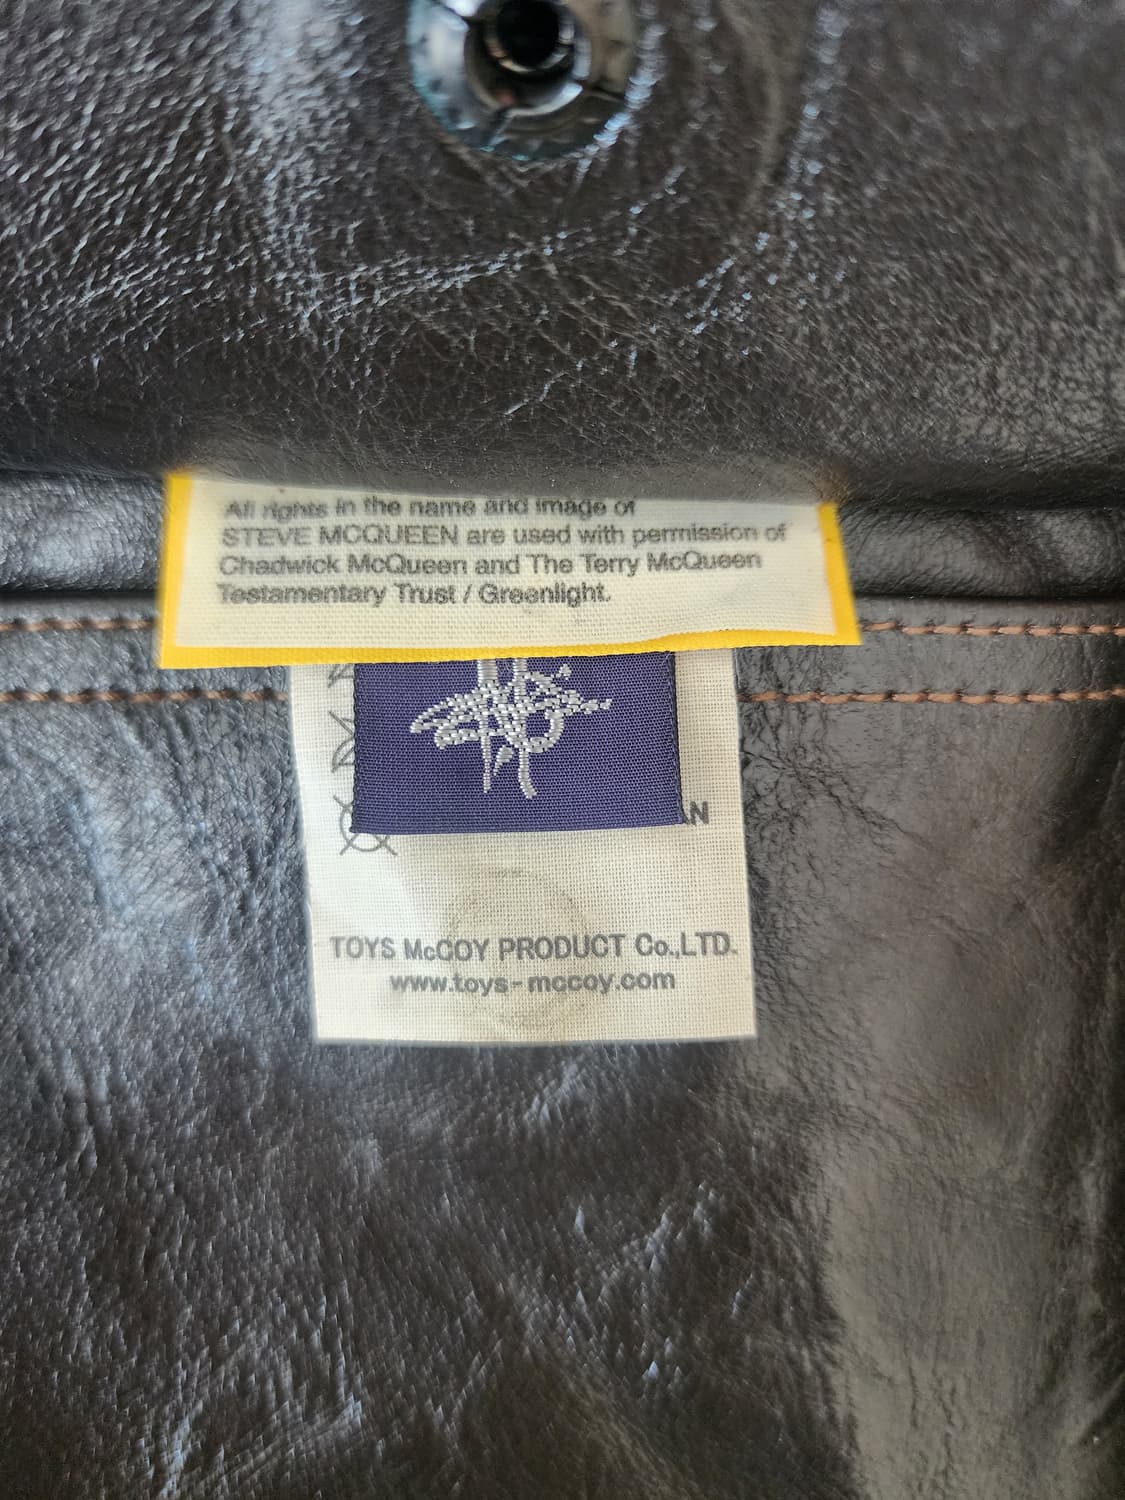 All rights in the name and image of
STEVE MCQUEEN are used with permission of
Chadwick McQueen and The Terry McQueen
Testamentary Trust / Greenlight.
AN
TOYS McCOY PRODUCT Co.,LTD.
www.toys-mccoy.com